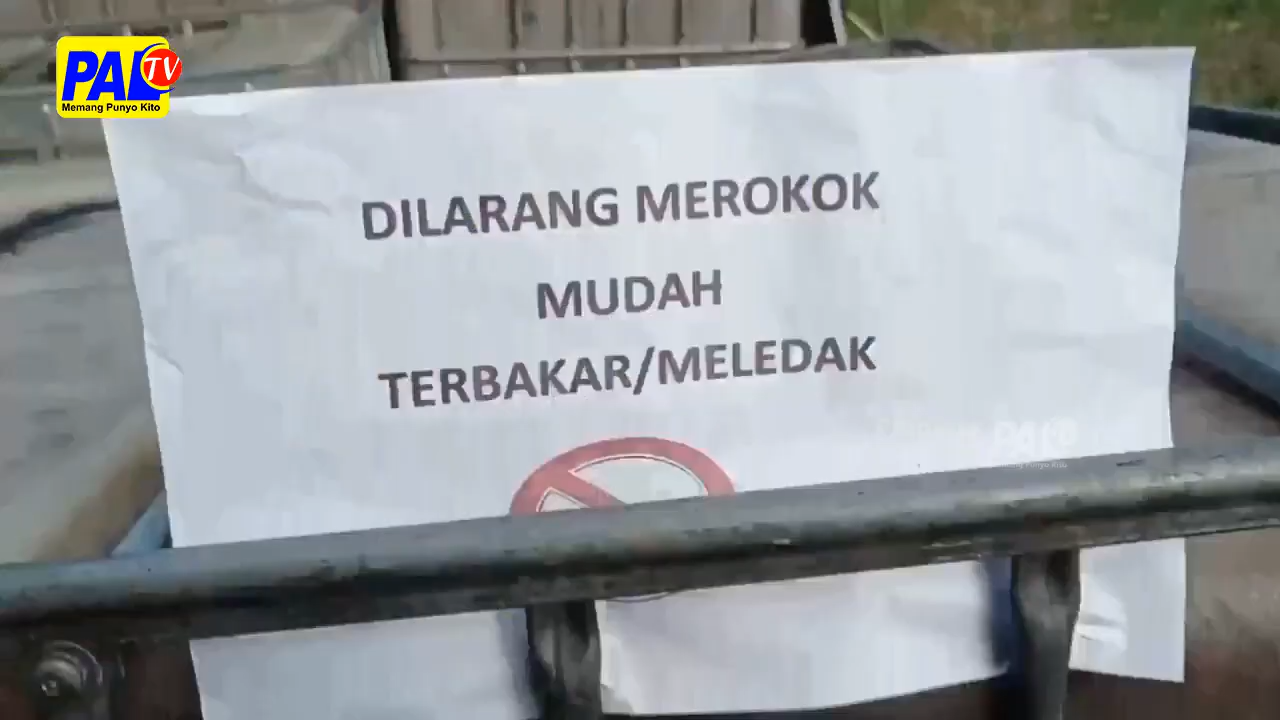 PAL TV
Memang Punyo Kito
DILARANG MEROKOK
MUDAH
TERBAKAR/MELEDAK